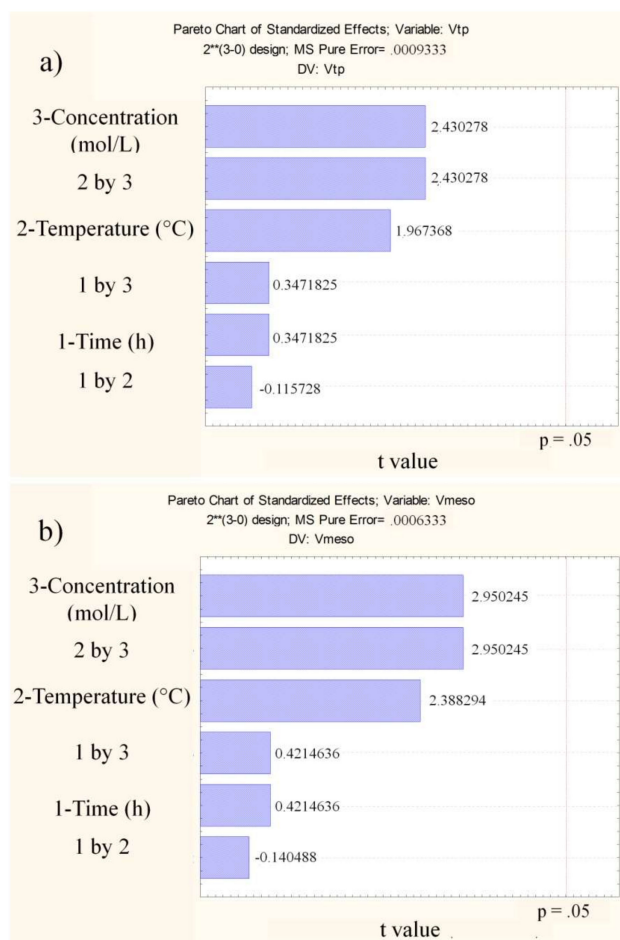 Pareto Chart of Standardized Effects; Variable: Vtp
2**(3-0) design; MS Pure Error= .0009333
DV: Vtp
a)
3-Concentration
(mol/L)
2.430278
2 by 3
2.430278
2-Temperature (°C)
1.967368
1 by 3
0.3471825
1-Time (h)
0.3471825
1 by 2
-0.115728
p = .05
t value
Pareto Chart of Standardized Effects; Variable: Vmeso
2**(3-0) design; MS Pure Error= .0006333
DV: Vmeso
b)
3-Concentration
(mol/L)
2.950245
2 by 3
2.950245
2-Temperature (°C)
2.388294
1 by 3
0.4214636
1-Time (h)
0.4214636
1 by 2
-0.140488
p = .05
t value